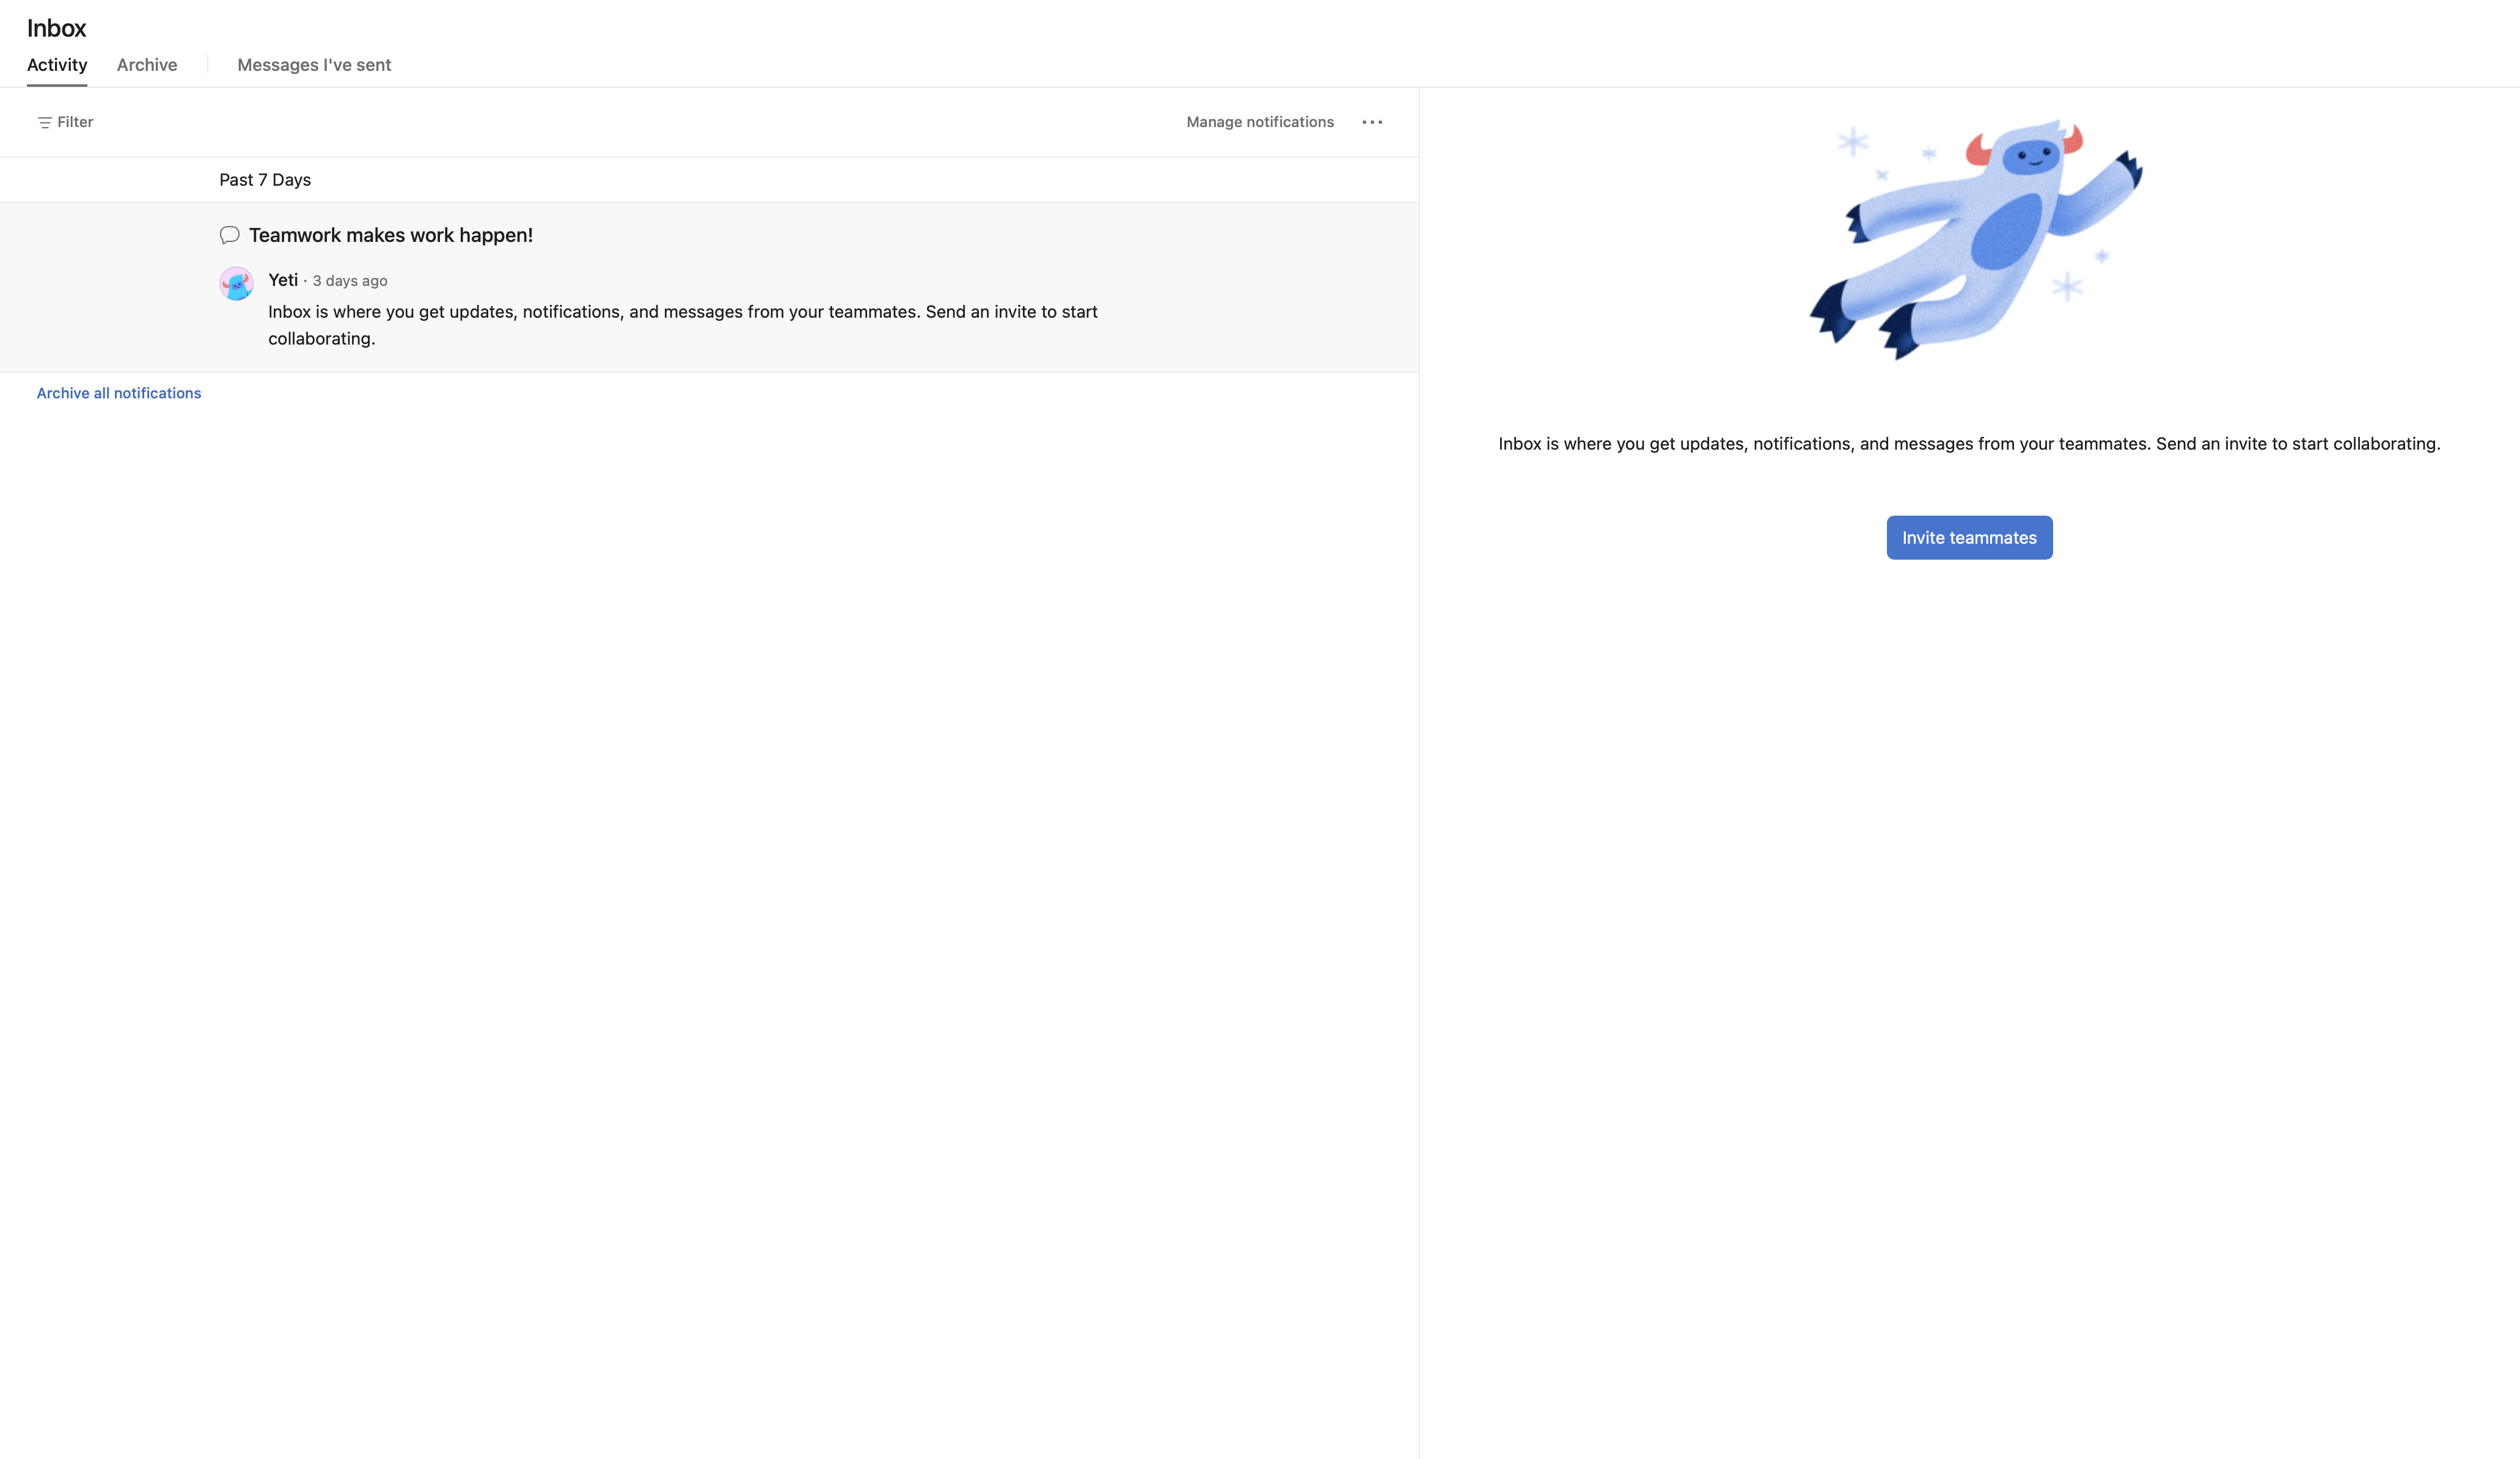 Inbox
Activity
Archive
Messages I've sent
Filter
Manage notifications
Past 7 Days
Teamwork makes work happen!
Yeti · 3 days ago
Inbox is where you get updates, notifications, and messages from your teammates. Send an invite to start
collaborating.
Archive all notifications
Inbox is where you get updates, notifications, and messages from your teammates. Send an invite to start collaborating.
Invite teammates